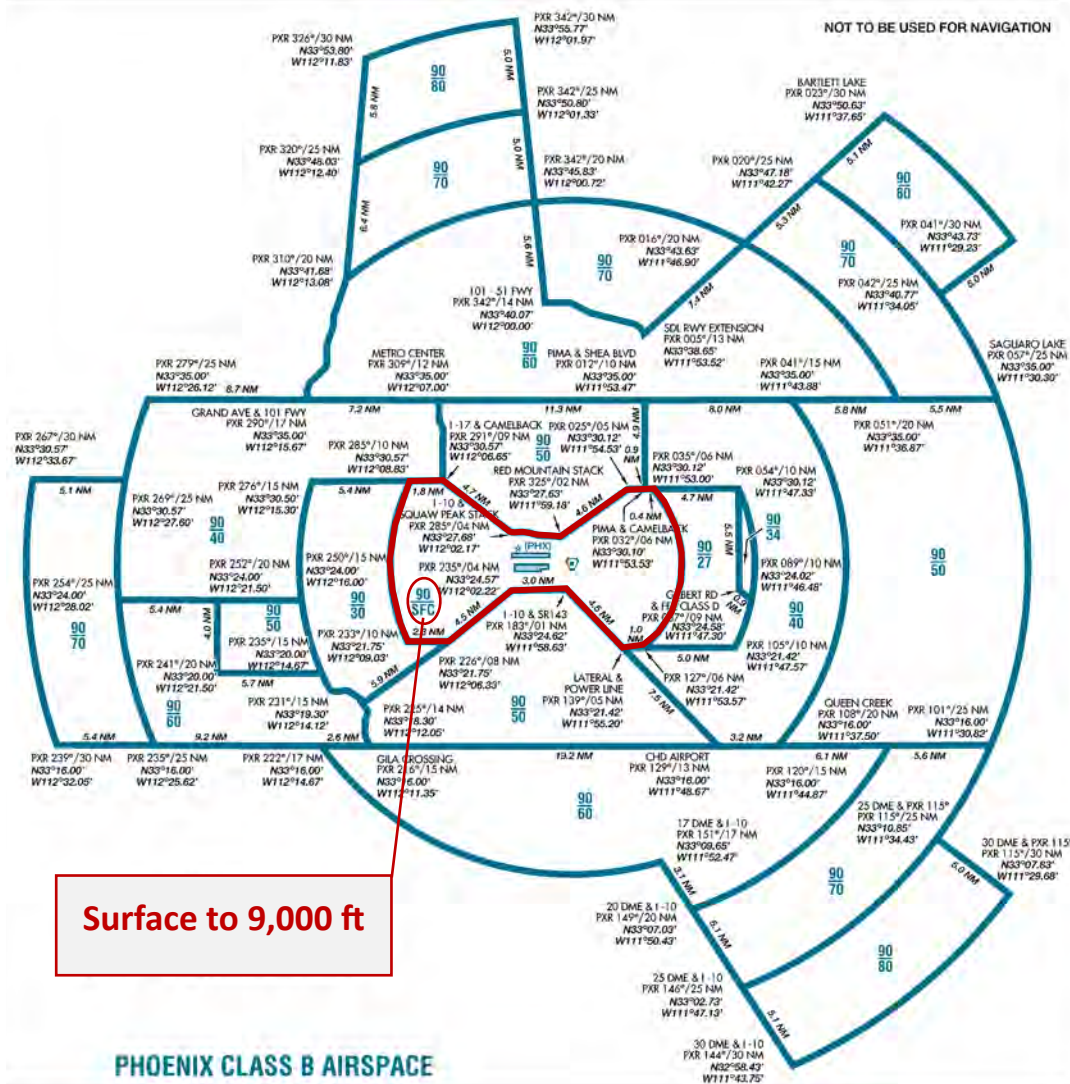 NOT TO BE USED FOR NAVIGATION
PXR 342°/30 NM
N33°55.77'
W112°01.97'
PXR 326°/30 NM
N33°53.80'
W112°11.83'
90
80
5.0 NM
5.8 NM
PXR 342°/25 NM
N33°50.80'
W112°01.33'
BARTLETT LAKE
PXR 023°/30 NM
N33°50.63'
W111°37.65'
PXR 320°/25 NM
N33°48.03'
W112°12.40'
90
70
5.0 NM
PXR 342°/20 NM
N33°45.83'
W112°00.72'
PXR 020°/25 NM
N33°47.18'
W111°42.27'
5.1 NM
90
60
6.4 NM
5.3 NM
PXR 041°/30 NM
N33°43.73'
W111°29.23'
PXR 310°/20 NM
N33°41.68'
W112°13.08'
5.6 NM
PXR 016°/20 NM
N33°43.63'
W111°46.90'
90
70
90
70
5.0 NM
PXR 042°/25 NM
N33°40.77'
W111°34.05'
101 - 51 FWY
PXR 342°/14 NM
N33°40.07'
W112°00.00'
7.4 NM
SDL RWY EXTENSION
PXR 005°/13 NM
N33°38.65'
W111°53.52'
SAGUARO LAKE
PXR 057°/25 NM
N33°35.00'
W111°30.30'
PXR 279°/25 NM
N33°35.00'
W112°26.12'
8.7 NM
METRO CENTER
PXR 309°/12 NM
N33°35.00'
W112°07.00'
90
60
PIMA & SHEA BLVD
PXR 012°/10 NM
N33°35.00'
W111°53.47'
PXR 041°/15 NM
N33°35.00'
W111°43.88'
GRAND AVE & 101 FWY
PXR 290°/17 NM
N33°35.00'
W112°15.67'
7.2 NM
11.3 NM
8.0 NM
5.8 NM
5.5 NM
PXR 267°/30 NM
N33°30.57'
W112°33.67'
PXR 285°/10 NM
N33°30.57'
W112°08.83'
I-17 & CAMELBACK
PXR 291°/09 NM
N33°30.57'
W112°06.65'
90
50
PXR 025°/05 NM
N33°30.12'
W111°54.53'
4.9 NM
0.9 NM
PXR 051°/20 NM
N33°35.00'
W111°36.87'
PXR 035°/06 NM
N33°30.12'
W111°53.00'
PXR 054°/10 NM
N33°30.12'
W111°47.33'
RED MOUNTAIN STACK
PXR 325°/02 NM
N33°27.63'
W111°59.18'
5.1 NM
PXR 269°/25 NM
N33°30.57'
W112°27.60'
PXR 276°/15 NM
N33°30.50'
W112°15.30'
5.4 NM
1.8 NM
4.7 NM
4.6 NM
0.4 NM
4.7 NM
90
40
I-10 &
SQUAW PEAK STACK
PXR 285°/04 NM
N33°27.68'
W112°02.17'
PIMA & CAMELBACK
PXR 032°/06 NM
N33°30.10'
W111°53.53'
5.5 NM
90
34
(PHX)
90
27
90
50
PXR 254°/25 NM
N33°24.00'
W112°28.02'
PXR 252°/20 NM
N33°24.00'
W112°21.50'
PXR 250°/15 NM
N33°24.00'
W112°16.00'
PXR 235°/04 NM
N33°24.57'
W112°02.22'
PXR 089°/10 NM
N33°24.02'
W111°46.48'
90
30
90
SFC
3.0 NM
GILBERT RD
& FFZ CLASS D
N33°24.58'
W111°47.30'
0.9 NM
90
40
5.4 NM
4.0 NM
90
50
4.5 NM
I-10 & SR143
PXR 183°/01 NM
N33°24.62'
W111°58.63'
4.5 NM
90
70
PXR 235°/15 NM
N33°20.00'
W112°14.67'
PXR 233°/10 NM
N33°21.75'
W112°09.03'
1.0 NM
5.0 NM
PXR 105°/10 NM
N33°21.42'
W111°47.57'
PXR 241°/20 NM
N33°20.00'
W112°21.50'
5.7 NM
5.9 NM
PXR 226°/08 NM
N33°21.75'
W112°06.33'
LATERAL &
POWER LINE
PXR 139°/05 NM
N33°21.42'
W111°55.20'
PXR 127°/06 NM
N33°21.42'
W111°53.57'
90
60
PXR 231°/15 NM
N33°19.30'
W112°14.12'
W112°12.05'
90
50
7.5 NM
QUEEN CREEK
PXR 108°/20 NM
N33°16.00'
W111°37.50'
PXR 101°/25 NM
N33°16.00'
W111°30.82'
5.4 NM
9.2 NM
2.6 NM
19.2 NM
3.2 NM
6.1 NM
5.6 NM
PXR 239°/30 NM
N33°16.00'
W112°32.05'
PXR 235°/25 NM
N33°16.00'
W112°25.62'
PXR 222°/17 NM
N33°16.00'
W112°14.67'
GILA CROSSING
N33°16.00'
W112°11.35'
CHD AIRPORT
PXR 129°/13 NM
N33°16.00'
W111°48.67'
PXR 120°/15 NM
N33°16.00'
W111°44.87'
90
60
25 DME & PXR 115°
PXR 115°/25 NM
N33°10.85'
W111°34.43'
17 DME & I-10
PXR 151°/17 NM
N33°09.65'
W111°52.47'
30 DME & PXR 115°
PXR 115°/30 NM
N33°07.83'
W111°29.68'
3.1 NM
90
70
5.0 NM
Surface to 9,000 ft
20 DME & I-10
PXR 149°/20 NM
N33°07.03'
W111°50.43'
5.1 NM
90
80
25 DME & I-10
PXR 146°/25 NM
N33°02.73'
W111°47.13'
5.1 NM
30 DME & I-10
PXR 144°/30 NM
N32°58.43'
W111°43.75'
PHOENIX CLASS B AIRSPACE